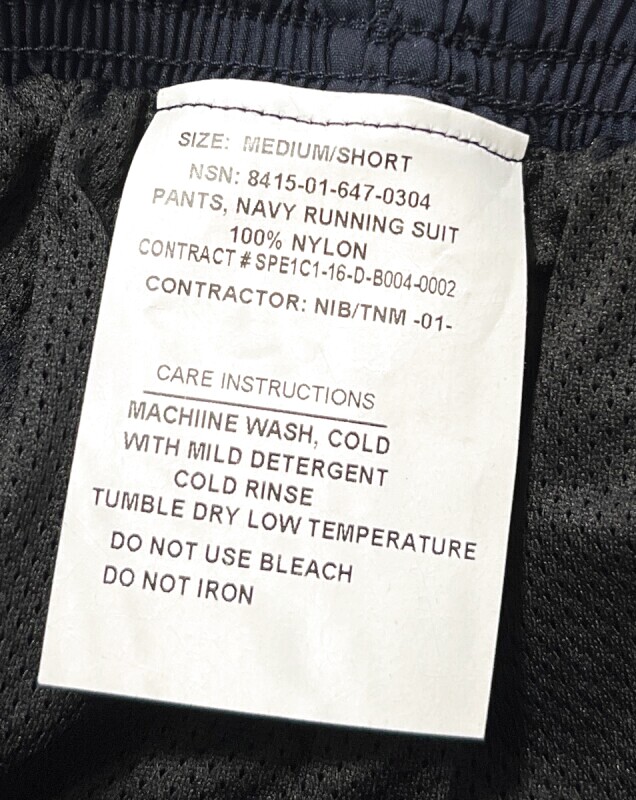 SIZE: MEDIUM/SHORT
NSN: 8415-01-647-0304
PANTS, NAVY RUNNING SUIT
100% NYLON
CONTRACT # SPE1C1-16-D-B004-0002
CONTRACTOR: NIB/TNM -01-
CARE INSTRUCTIONS
MACHIINE WASH, COLD
WITH MILD DETERGENT
COLD RINSE
TUMBLE DRY LOW TEMPERATURE
DO NOT USE BLEACH
DO NOT IRON